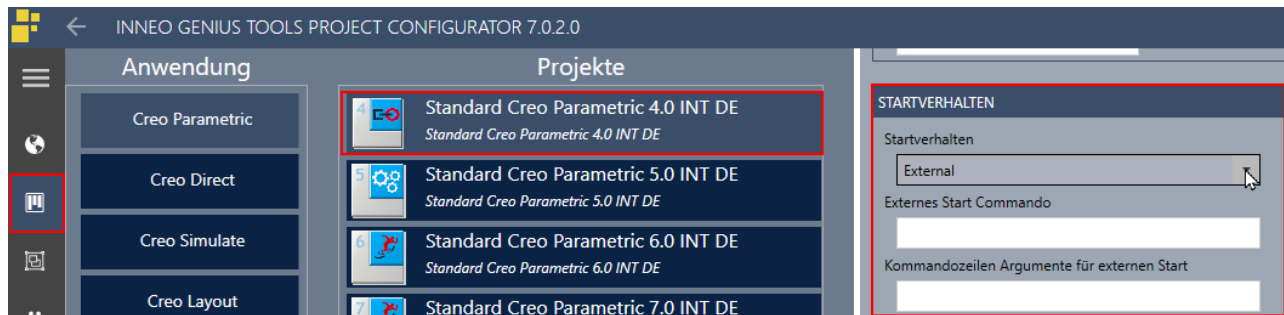 INNEO GENIUS TOOLS PROJECT CONFIGURATOR 7.0.2.0
Anwendung
Creo Parametric
Creo Direct
Creo Simulate
Creo Layout
Projekte
4
Standard Creo Parametric 4.0 INT DE
Standard Creo Parametric 4.0 INT DE
5
Standard Creo Parametric 5.0 INT DE
Standard Creo Parametric 5.0 INT DE
6
Standard Creo Parametric 6.0 INT DE
Standard Creo Parametric 6.0 INT DE
7
Standard Creo Parametric 7.0 INT DE
STARTVERHALTEN
Startverhalten
External
Externes Start Commando
Kommandozeilen Argumente für externen Start